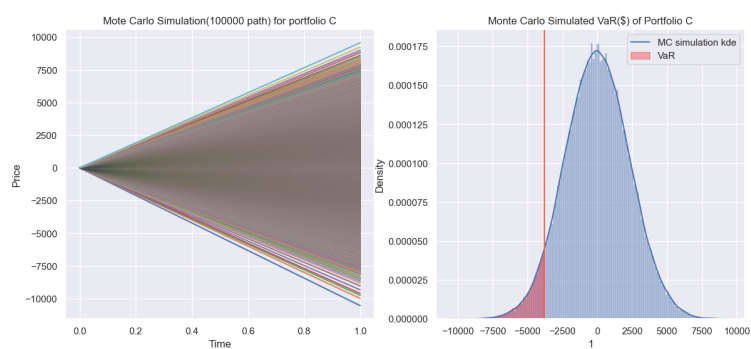 Mote Carlo Simulation(100000 path) for portfolio C
10000
7500
5000
2500
0
−2500
−5000
−7500
−10000
Price
0.0 0.2 0.4 0.6 0.8 1.0
Time
Monte Carlo Simulated VaR($) of Portfolio C
MC simulation kde
VaR
0.000175
0.000150
0.000125
0.000100
0.000075
0.000050
0.000025
0.000000
Density
−10000 −7500 −5000 −2500 0 2500 5000 7500 10000
1